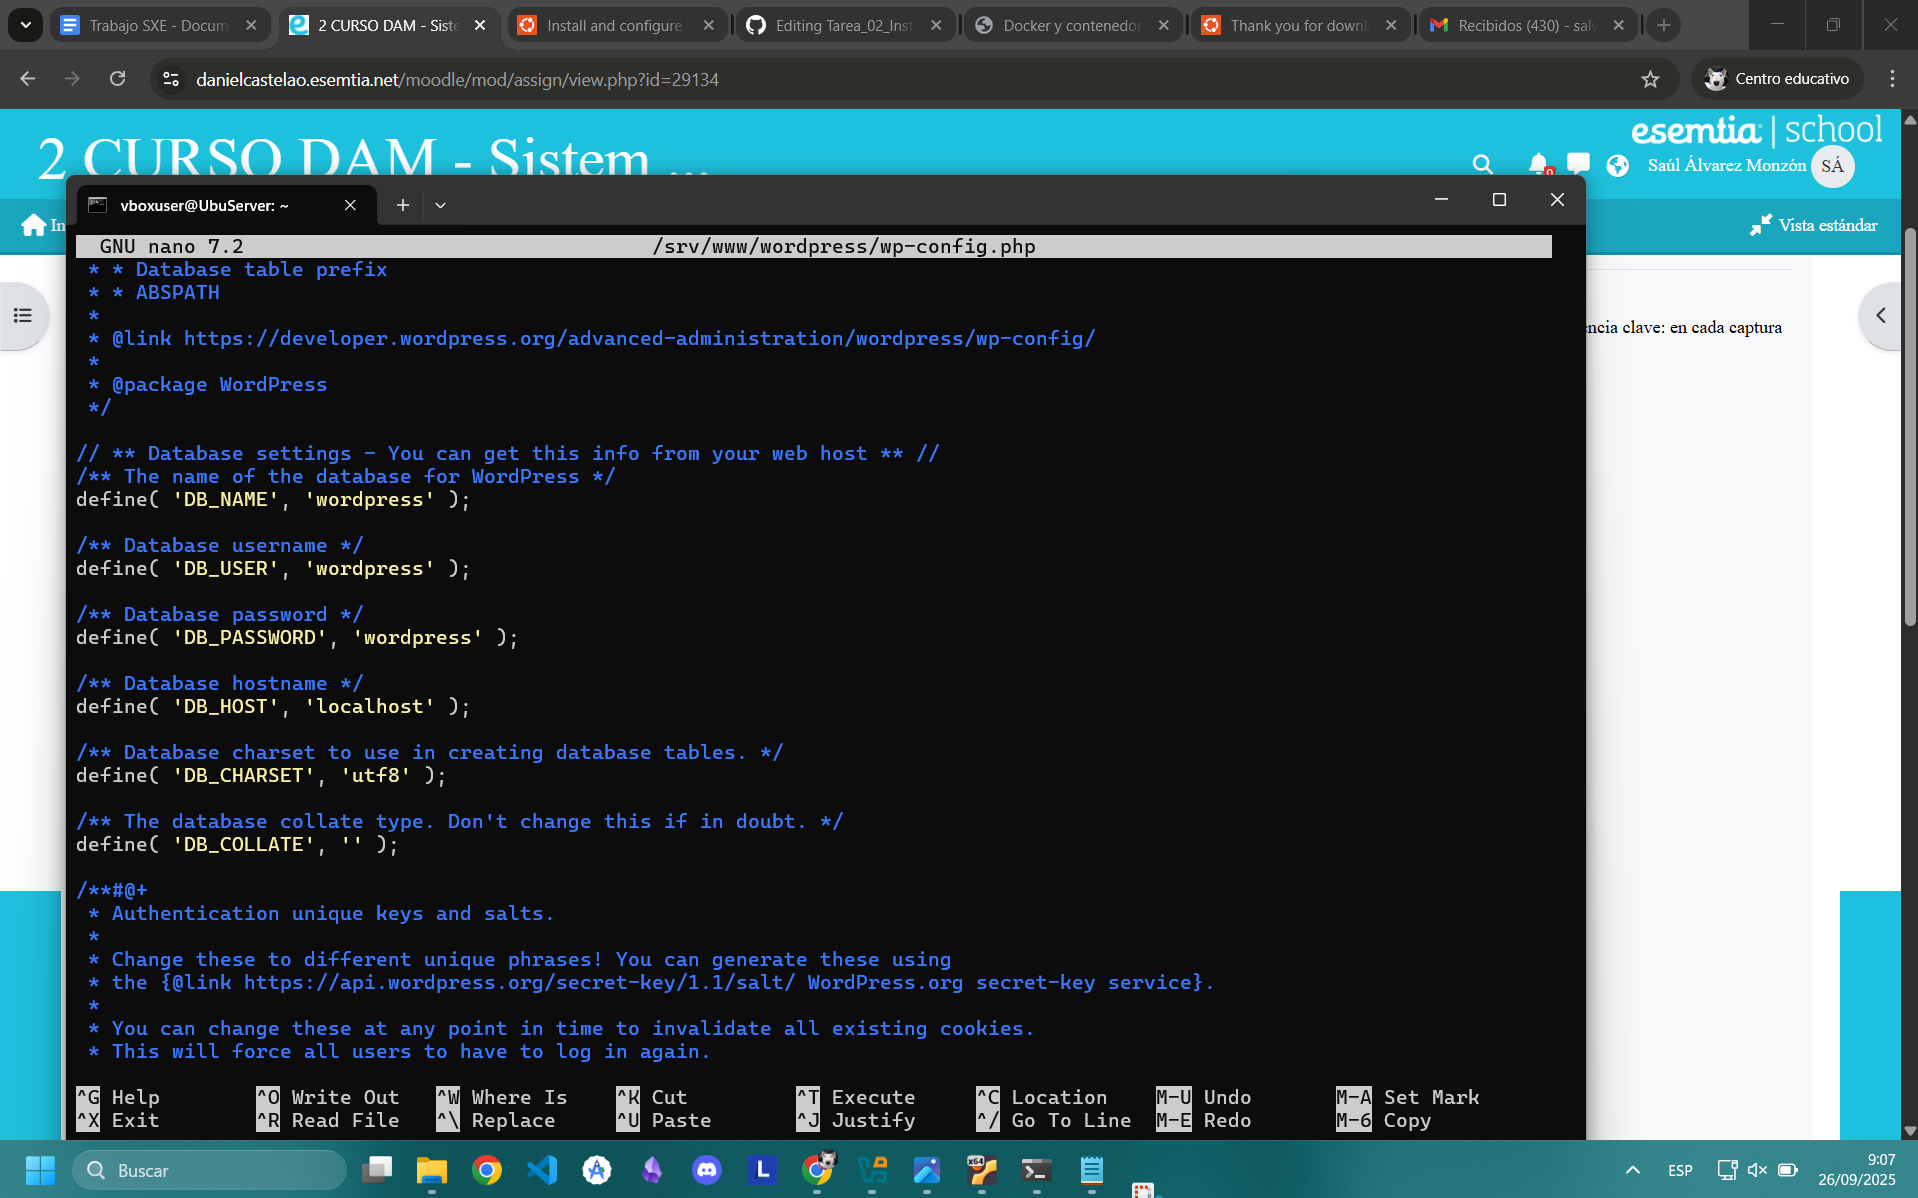 Trabajo SXE - Docum
2 CURSO DAM - Siste
Install and configure
Editing Tarea_02_Inst
Docker y contenedor
Thank you for downl
Recibidos (430) - salv
danielcastelao.esemtia.net/moodle/mod/assign/view.php?id=29134
Centro educativo
2 CURSO DAM - Sistem ...
esemtia | school
Saúl Álvarez Monzón
SÁ
Vista estándar
encia clave: en cada captura
vboxuser@UbuServer: ~
GNU nano 7.2 /srv/www/wordpress/wp-config.php
* * Database table prefix
* * ABSPATH
*
* @link https://developer.wordpress.org/advanced-administration/wordpress/wp-config/
*
* @package WordPress
*/
// ** Database settings - You can get this info from your web host ** //
/** The name of the database for WordPress */
define( 'DB_NAME', 'wordpress' );
/** Database username */
define( 'DB_USER', 'wordpress' );
/** Database password */
define( 'DB_PASSWORD', 'wordpress' );
/** Database hostname */
define( 'DB_HOST', 'localhost' );
/** Database charset to use in creating database tables. */
define( 'DB_CHARSET', 'utf8' );
/** The database collate type. Don't change this if in doubt. */
define( 'DB_COLLATE', '' );
/**#@+
* Authentication unique keys and salts.
*
* Change these to different unique phrases! You can generate these using
* the {@link https://api.wordpress.org/secret-key/1.1/salt/ WordPress.org secret-key service}.
*
* You can change these at any point in time to invalidate all existing cookies.
* This will force all users to have to log in again.
^G Help ^O Write Out ^W Where Is ^K Cut ^T Execute ^C Location M-U Undo M-A Set Mark
^X Exit ^R Read File ^\ Replace ^U Paste ^J Justify ^/ Go To Line M-E Redo M-6 Copy
Buscar
ESP
9:07
26/09/2025